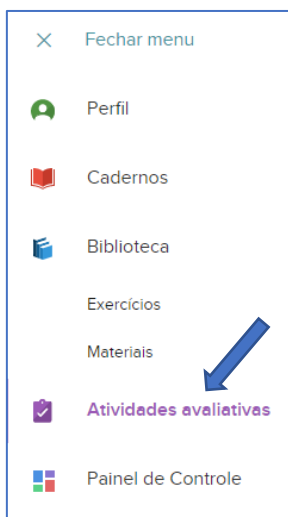 Fechar menu
Perfil
Cadernos
Biblioteca
Exercícios
Materiais
Atividades avaliativas
Painel de Controle